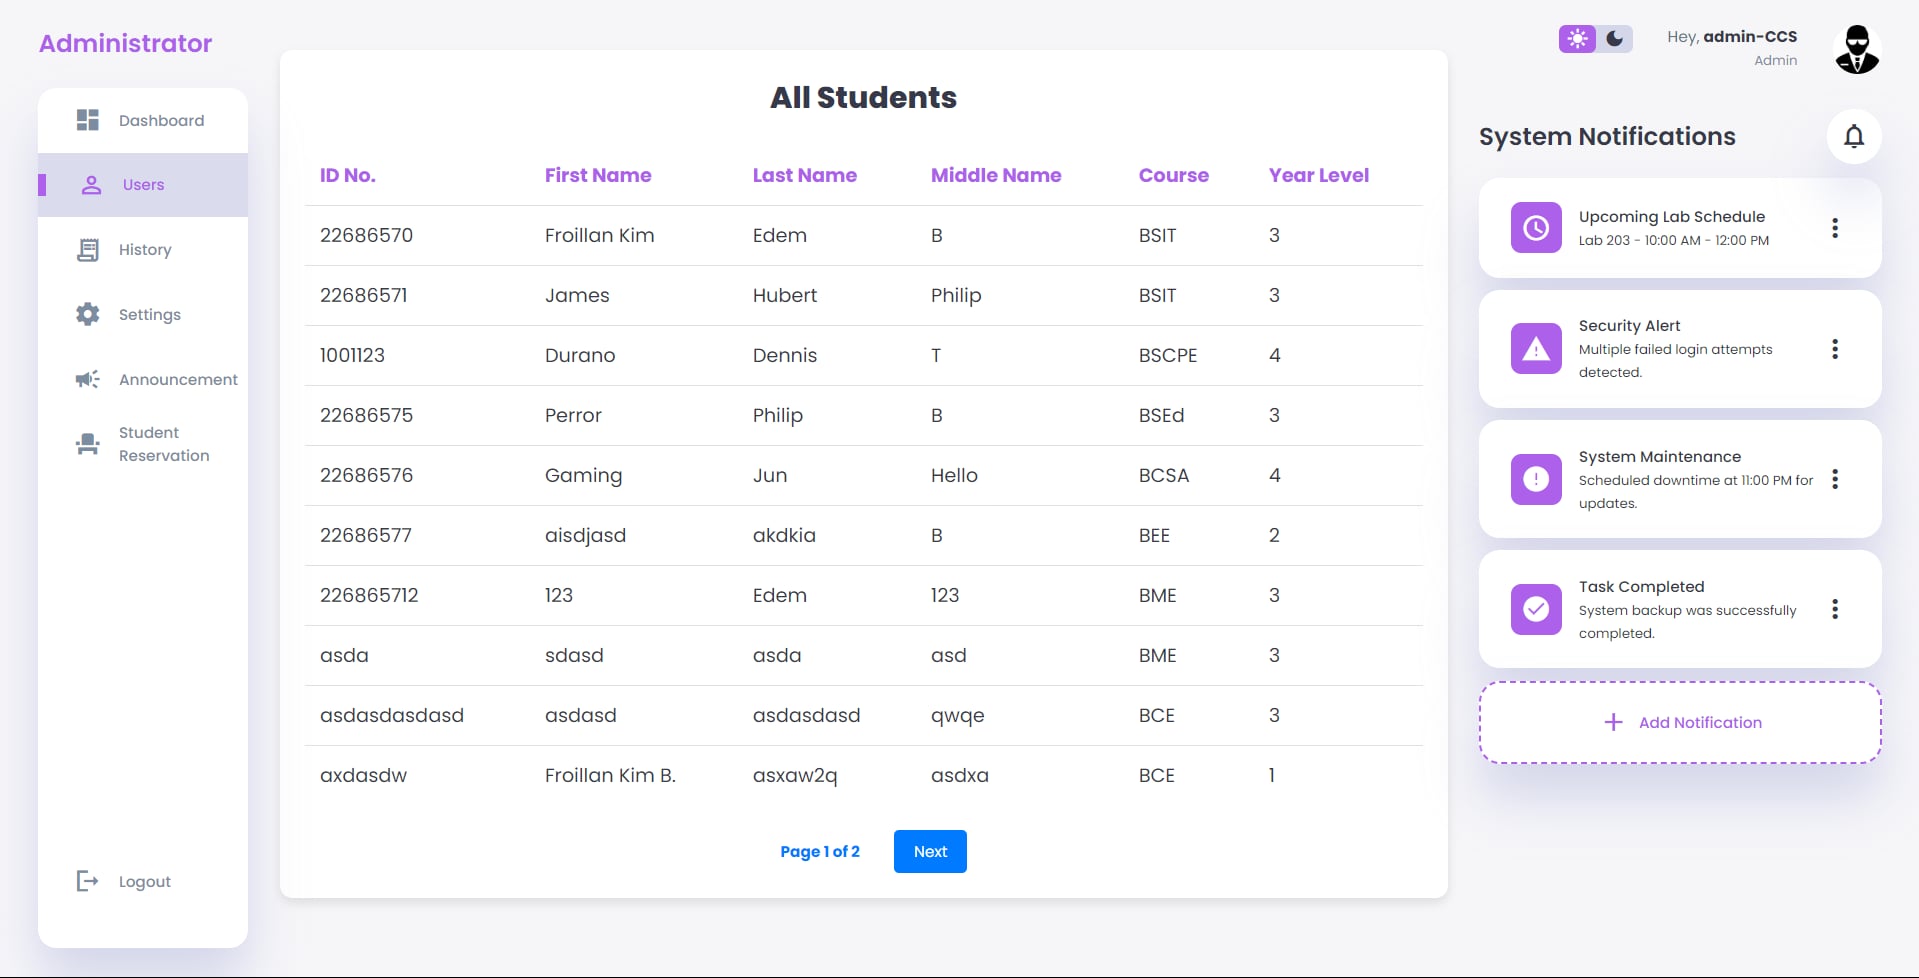 Administrator
Dashboard
Users
History
Settings
Announcement
Student
Reservation
Logout
All Students
ID No. First Name Last Name Middle Name Course Year Level
22686570 Froillan Kim Edem B BSIT 3
22686571 James Hubert Philip BSIT 3
1001123 Durano Dennis T BSCPE 4
22686575 Perror Philip B BSEd 3
22686576 Gaming Jun Hello BCSA 4
22686577 aisdjasd akdkia B BEE 2
226865712 123 Edem 123 BME 3
asda sdasd asda asd BME 3
asdasdasdasd asdasd asdasdasd qwqe BCE 3
axdasdw Froillan Kim B. asxaw2q asdxa BCE 1
Page 1 of 2 Next
Hey, admin-CCS
Admin
System Notifications
Upcoming Lab Schedule
Lab 203 - 10:00 AM - 12:00 PM
Security Alert
Multiple failed login attempts
detected.
System Maintenance
Scheduled downtime at 11:00 PM for
updates.
Task Completed
System backup was successfully
completed.
Add Notification